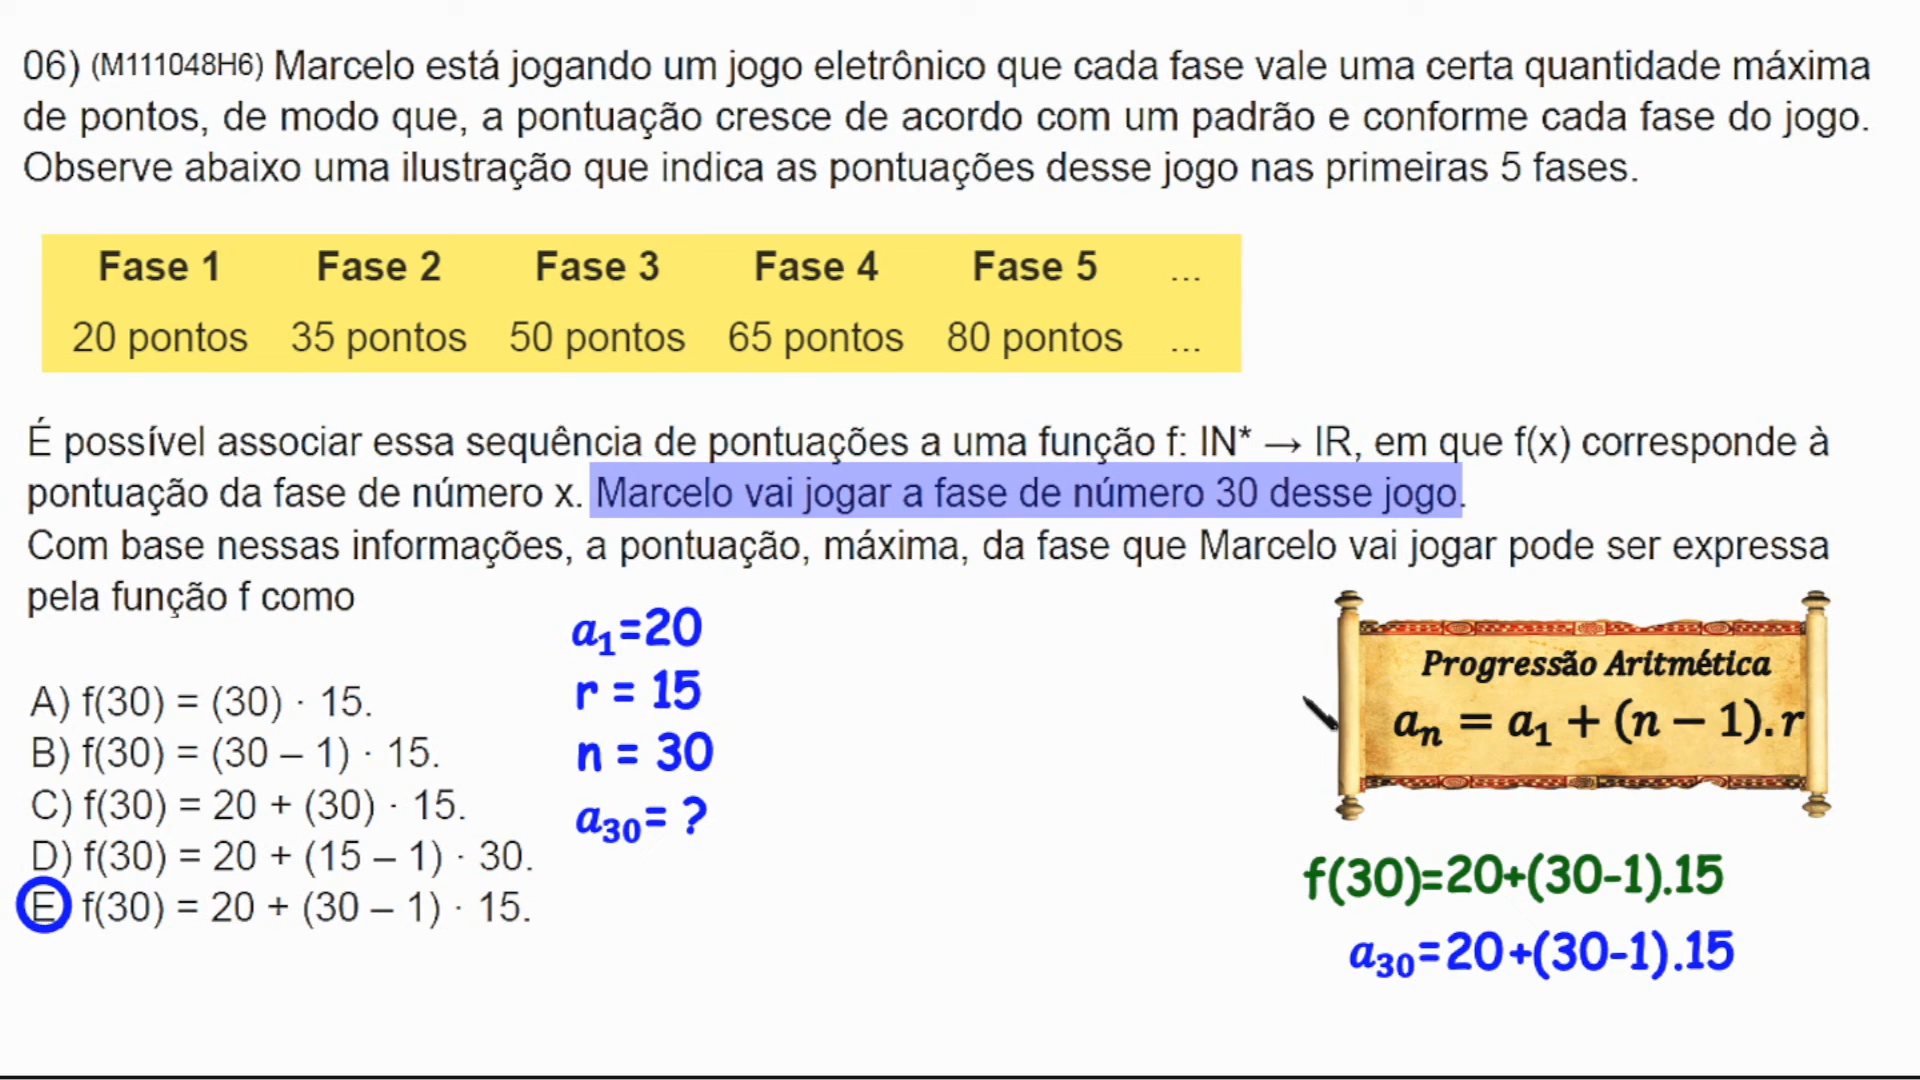 06) (M111048H6) Marcelo está jogando um jogo eletrônico que cada fase vale uma certa quantidade máxima
de pontos, de modo que, a pontuação cresce de acordo com um padrão e conforme cada fase do jogo.
Observe abaixo uma ilustração que indica as pontuações desse jogo nas primeiras 5 fases.
Fase 1 Fase 2 Fase 3 Fase 4 Fase 5 ...
20 pontos 35 pontos 50 pontos 65 pontos 80 pontos ...
É possível associar essa sequência de pontuações a uma função f: IN* → IR, em que f(x) corresponde à
pontuação da fase de número x. Marcelo vai jogar a fase de número 30 desse jogo.
Com base nessas informações, a pontuação, máxima, da fase que Marcelo vai jogar pode ser expressa
pela função f como
A) f(30) = (30) · 15.
B) f(30) = (30 – 1) · 15.
C) f(30) = 20 + (30) · 15.
D) f(30) = 20 + (15 – 1) · 30.
E) f(30) = 20 + (30 – 1) · 15.
a₁=20
r = 15
n = 30
a₃₀= ?
Progressão Aritmética
aₙ = a₁ + (n − 1). r
f(30)=20+(30-1).15
a₃₀=20+(30-1).15